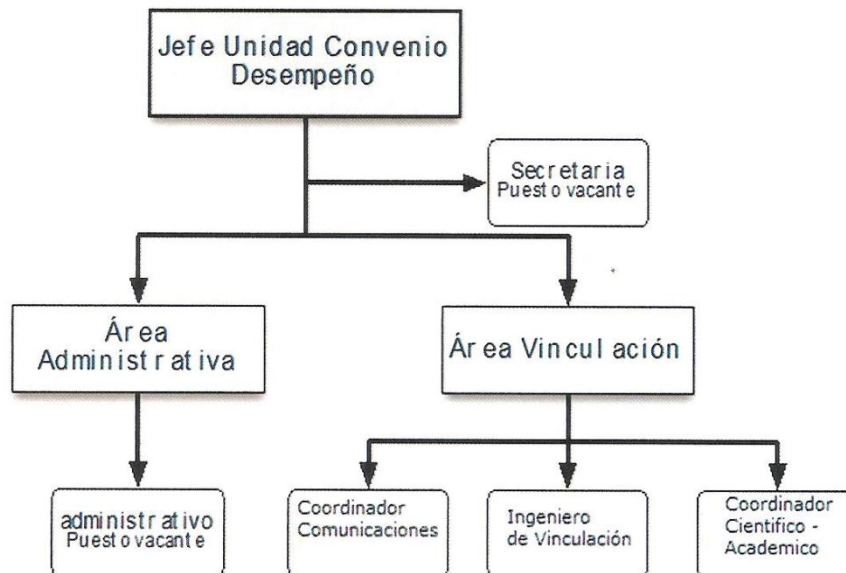 Jefe Unidad Convenio
Desempeño
Secretaria
Puesto vacante
Área
Administrativa
Área Vinculación
administrativo
Puesto vacante
Coordinador
Comunicaciones
Ingeniero
de Vinculación
Coordinador
Cientifico -
Academico